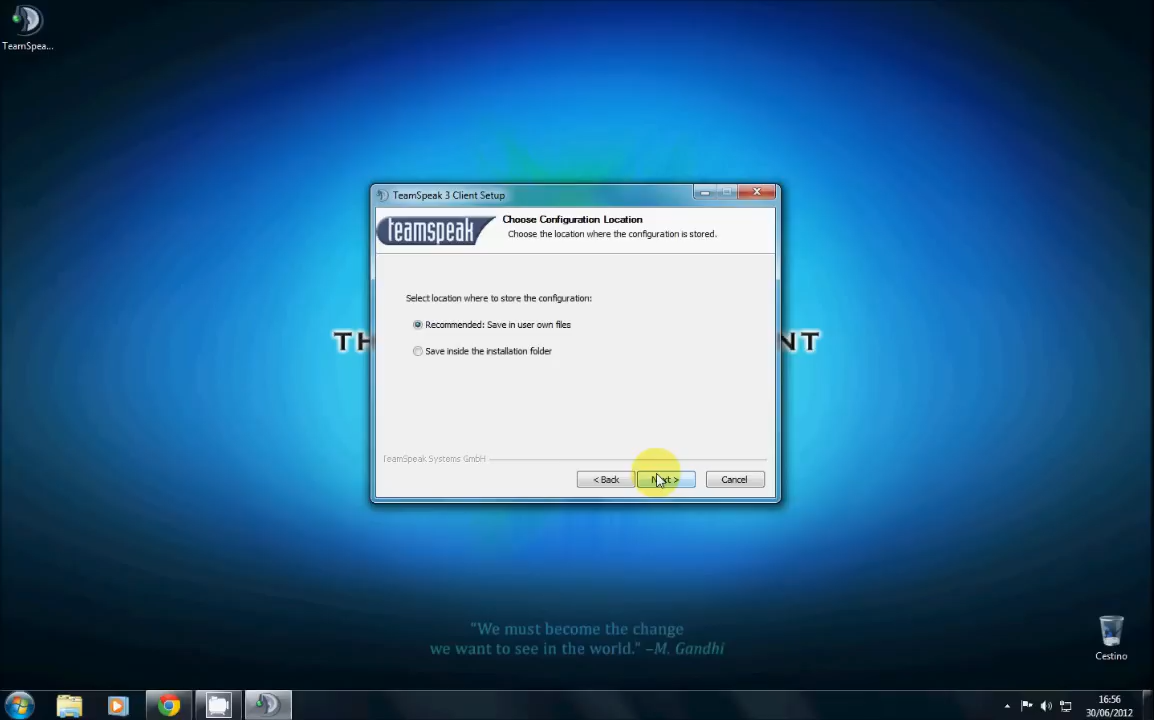 TeamSpea...
TeamSpeak 3 Client Setup
teamspeak
Choose Configuration Location
Choose the location where the configuration is stored.
Select location where to store the configuration:
Recommended: Save in user own files
Save inside the installation folder
TH
NT
TeamSpeak Systems GmbH
< Back
Next >
Cancel
"We must become the change
we want to see in the world." –M. Gandhi
Cestino
16:56
30/06/2012